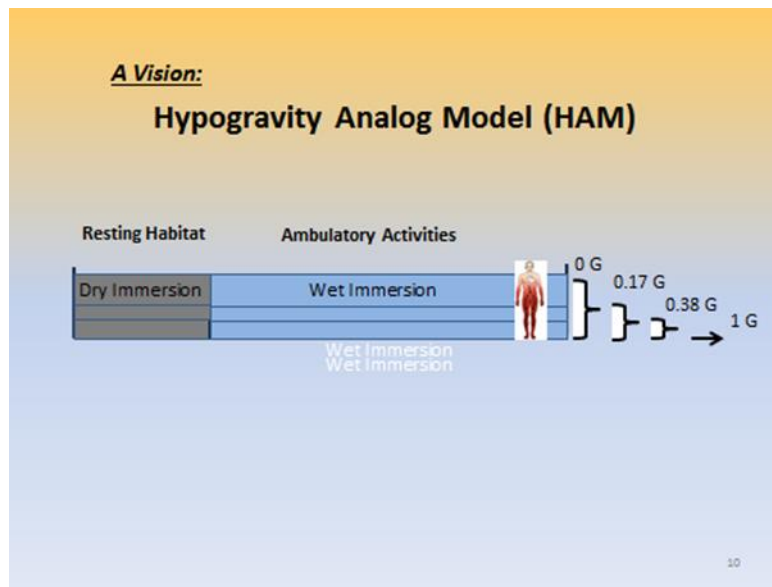 A Vision:
Hypogravity Analog Model (HAM)
Resting Habitat
Ambulatory Activities
0 G
0.17 G
0.38 G
1 G
Dry Immersion
Wet Immersion
Wet Immersion
Wet Immersion
10